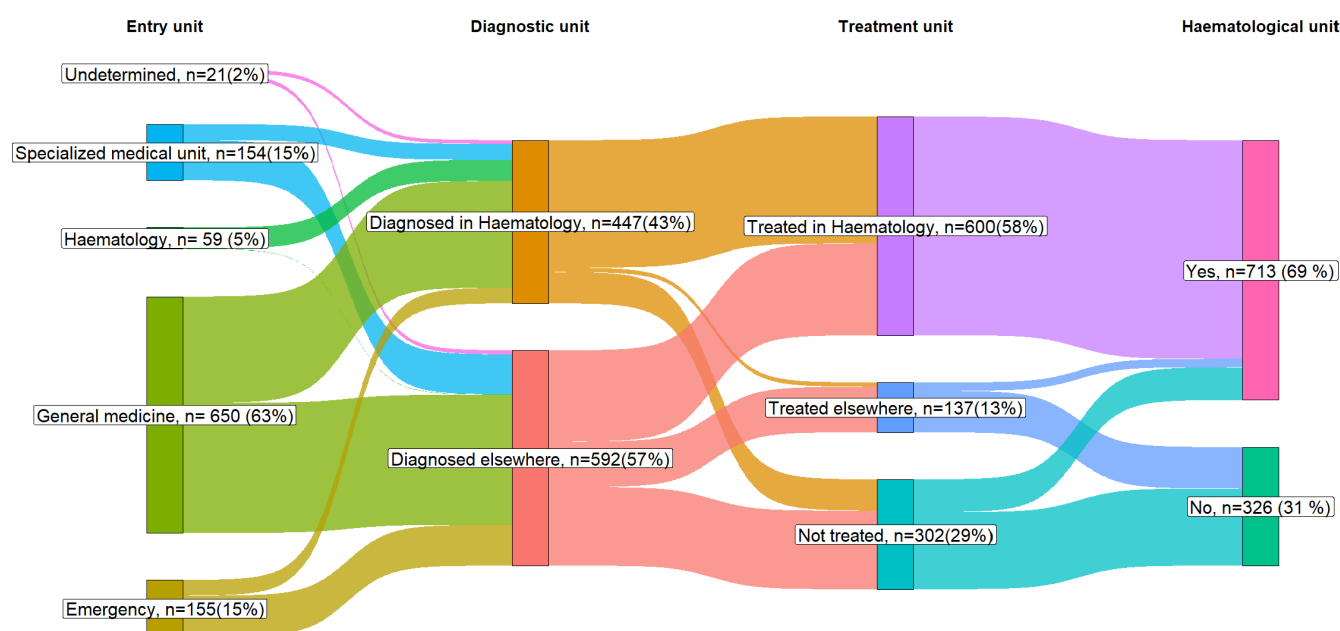 Entry unit
Diagnostic unit
Treatment unit
Haematological unit
Undetermined, n=21(2%)
Specialized medical unit, n=154(15%)
Haematology, n= 59 (5%)
General medicine, n= 650 (63%)
Emergency, n=155(15%)
Diagnosed in Haematology, n=447(43%)
Diagnosed elsewhere, n=592(57%)
Treated in Haematology, n=600(58%)
Treated elsewhere, n=137(13%)
Not treated, n=302(29%)
Yes, n=713 (69 %)
No, n=326 (31 %)